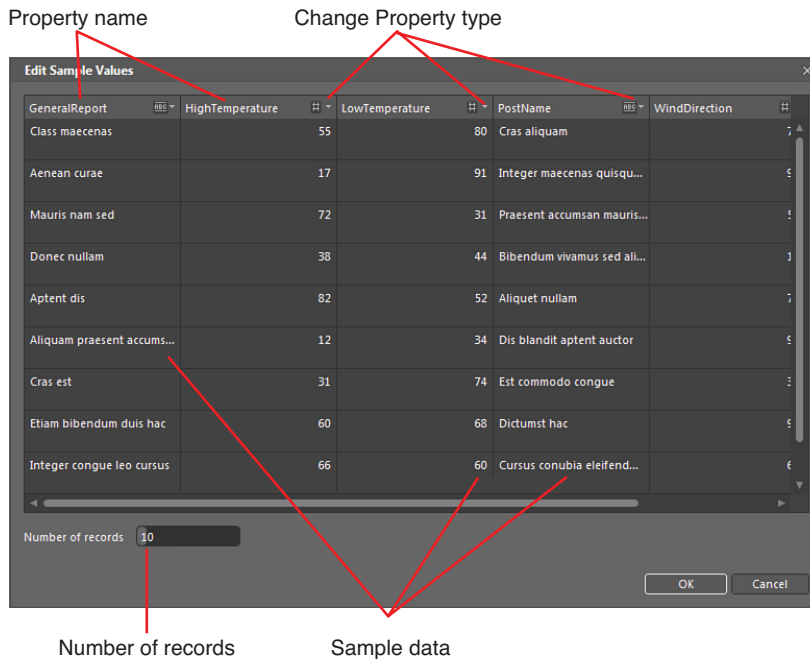 Property name Change Property type
Edit Sample Values
GeneralReport ABC HighTemperature # LowTemperature # PostName ABC WindDirection #
Class maecenas 55 80 Cras aliquam
Aenean curae 17 91 Integer maecenas quisqu...
Mauris nam sed 72 31 Praesent accumsan mauris...
Donec nullam 38 44 Bibendum vivamus sed ali...
Aptent dis 82 52 Aliquet nullam
Aliquam praesent accums... 12 34 Dis blandit aptent auctor
Cras est 31 74 Est commodo congue
Etiam bibendum duis hac 60 68 Dictumst hac
Integer congue leo cursus 66 60 Cursus conubia eleifend...
Number of records 10
OK Cancel
Number of records Sample data